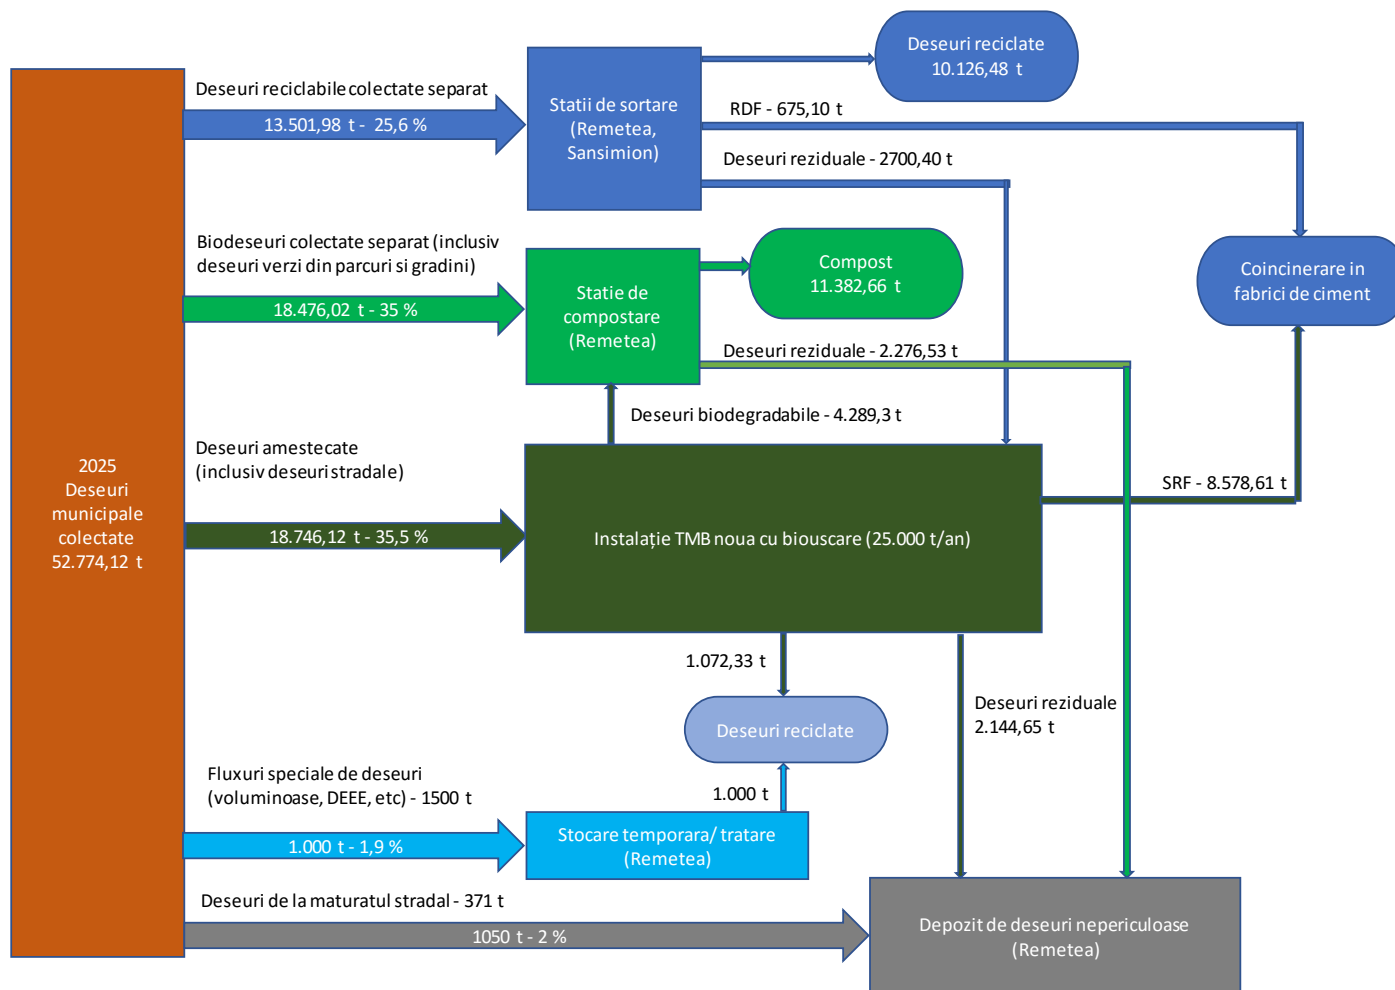 Deseuri reciclate
10.126,48 t
Deseuri reciclabile colectate separat
13.501,98 t - 25,6 %
Statii de sortare
(Remetea,
Sansimion)
RDF - 675,10 t
Deseuri reziduale - 2700,40 t
Biodeseuri colectate separat (inclusiv
deseuri verzi din parcuri si gradini)
18.476,02 t - 35 %
Statie de
compostare
(Remetea)
Compost
11.382,66 t
Coincinerare in
fabrici de ciment
Deseuri reziduale - 2.276,53 t
Deseuri biodegradabile - 4.289,3 t
Deseuri amestecate
(inclusiv deseuri stradale)
2025
Deseuri
municipale
colectate
52.774,12 t
18.746,12 t - 35,5 %
Instalație TMB noua cu biouscare (25.000 t/an)
SRF - 8.578,61 t
1.072,33 t
Deseuri reziduale
2.144,65 t
Deseuri reciclate
Fluxuri speciale de deseuri
(voluminoase, DEEE, etc) - 1500 t
1.000 t
1.000 t - 1,9 %
Stocare temporara/ tratare
(Remetea)
Deseuri de la maturatul stradal - 371 t
1050 t - 2 %
Depozit de deseuri nepericuloase
(Remetea)